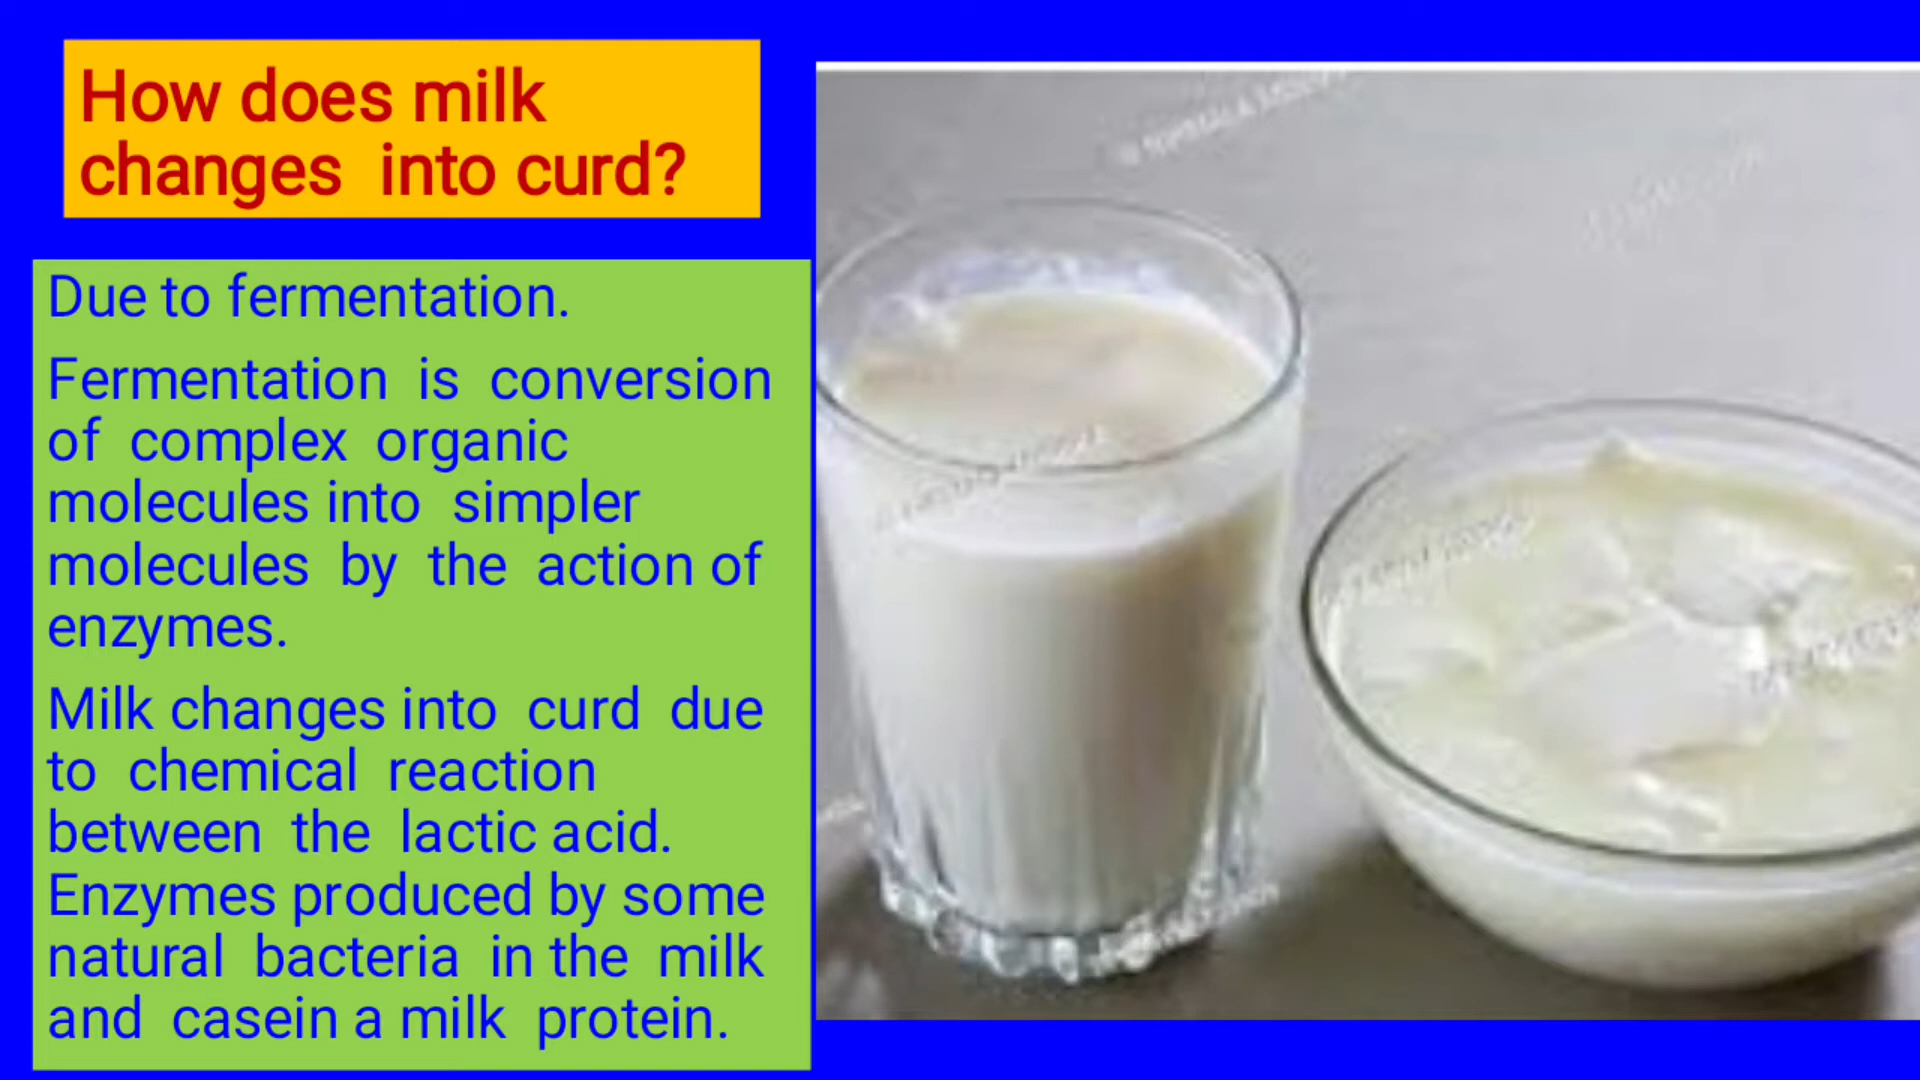 How does milk
changes into curd?
Due to fermentation.
Fermentation is conversion
of complex organic
molecules into simpler
molecules by the action of
enzymes.
Milk changes into curd due
to chemical reaction
between the lactic acid.
Enzymes produced by some
natural bacteria in the milk
and casein a milk protein.